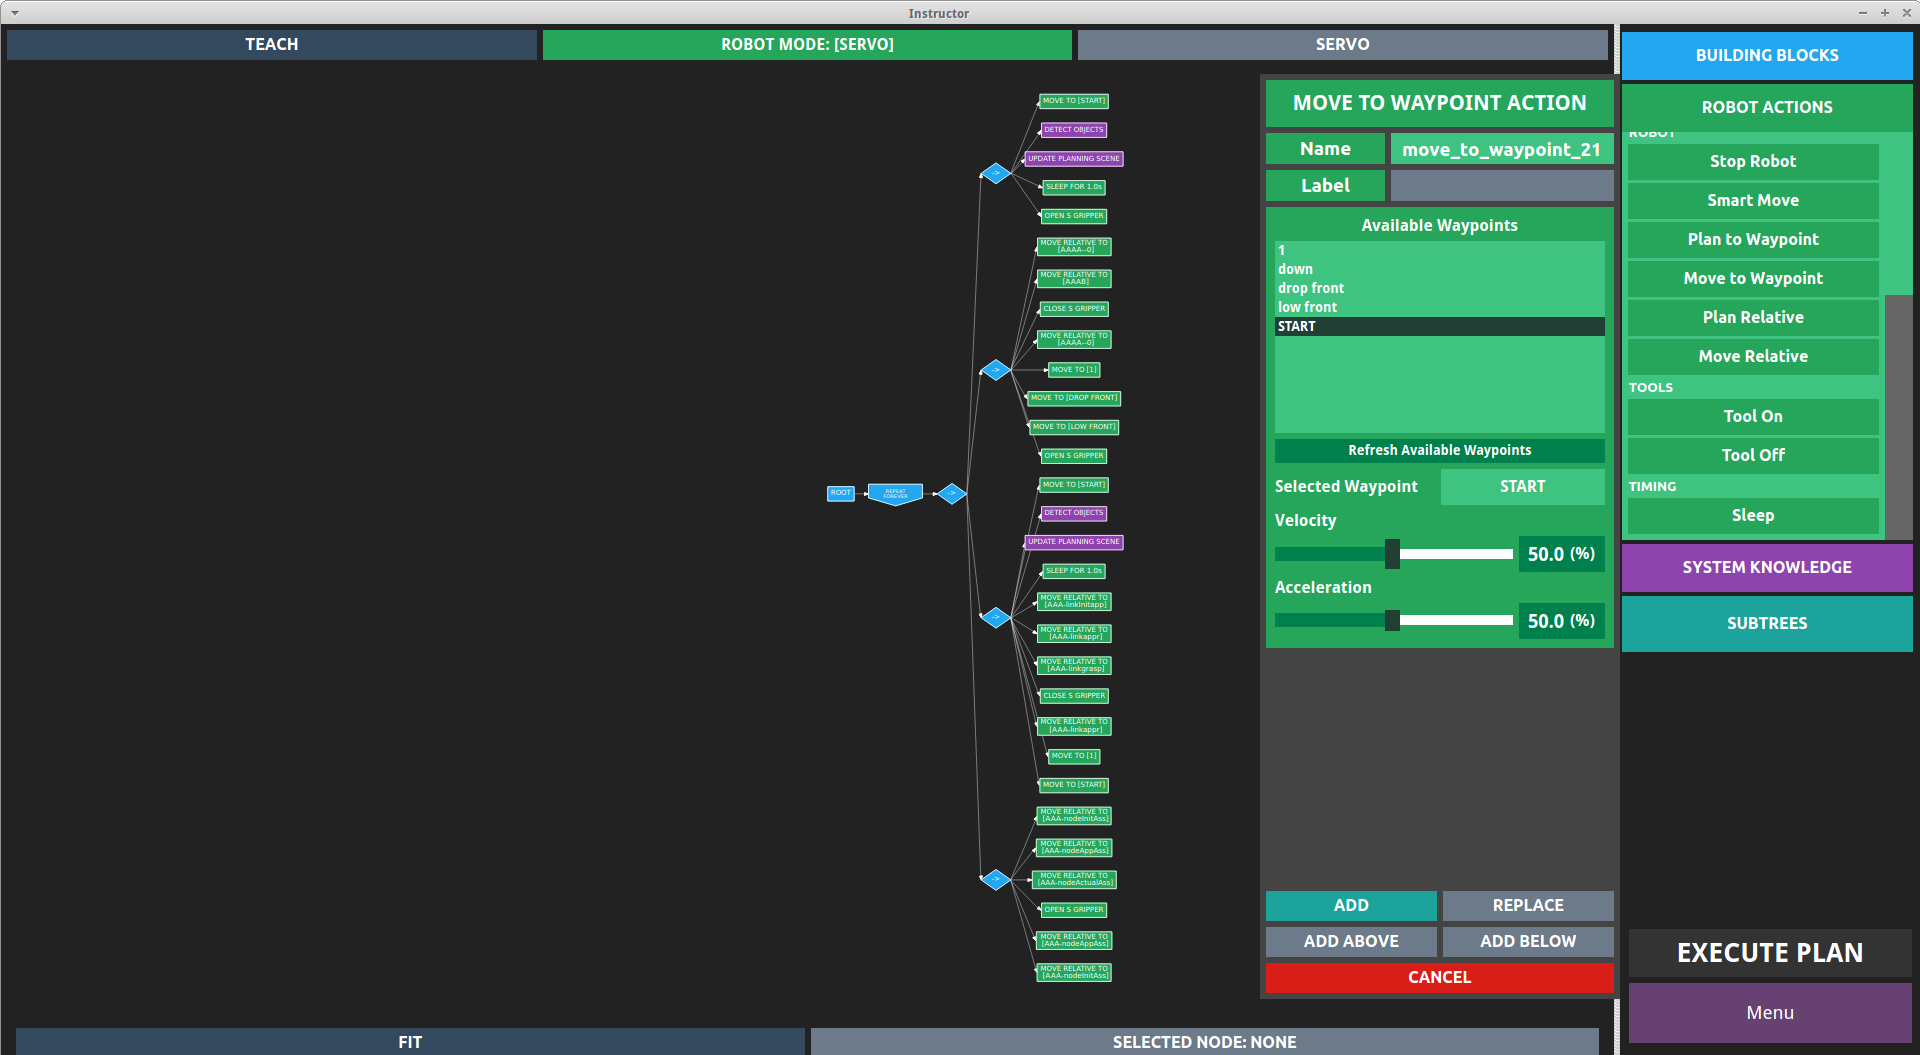 Instructor
TEACH
ROBOT MODE: [SERVO]
SERVO
MOVE TO [START]
DETECT OBJECTS
UPDATE PLANNING SCENE
->
SLEEP FOR 1.0s
OPEN S GRIPPER
MOVE RELATIVE TO
[AAAA--0]
MOVE RELATIVE TO
[AAAB]
CLOSE S GRIPPER
MOVE RELATIVE TO
[AAAA--0]
->
MOVE TO [1]
MOVE TO [DROP FRONT]
MOVE TO [LOW FRONT]
OPEN S GRIPPER
MOVE TO [START]
ROOT
REPEAT
FOREVER
->
DETECT OBJECTS
UPDATE PLANNING SCENE
SLEEP FOR 1.0s
MOVE RELATIVE TO
[AAA-linkInitapp]
->
MOVE RELATIVE TO
[AAA-linkappr]
MOVE RELATIVE TO
[AAA-linkgrasp]
CLOSE S GRIPPER
MOVE RELATIVE TO
[AAA-linkappr]
MOVE TO [1]
MOVE TO [START]
MOVE RELATIVE TO
[AAA-nodeInitAss]
MOVE RELATIVE TO
[AAA-nodeAppAss]
->
MOVE RELATIVE TO
[AAA-nodeActualAss]
OPEN S GRIPPER
MOVE RELATIVE TO
[AAA-nodeAppAss]
MOVE RELATIVE TO
[AAA-nodeInitAss]
MOVE TO WAYPOINT ACTION
Name
move_to_waypoint_21
Label
Available Waypoints
1
down
drop front
low front
START
Refresh Available Waypoints
Selected Waypoint
START
Velocity
50.0 (%)
Acceleration
50.0 (%)
ADD
REPLACE
ADD ABOVE
ADD BELOW
CANCEL
BUILDING BLOCKS
ROBOT ACTIONS
ROBOT
Stop Robot
Smart Move
Plan to Waypoint
Move to Waypoint
Plan Relative
Move Relative
TOOLS
Tool On
Tool Off
TIMING
Sleep
SYSTEM KNOWLEDGE
SUBTREES
EXECUTE PLAN
Menu
FIT
SELECTED NODE: NONE